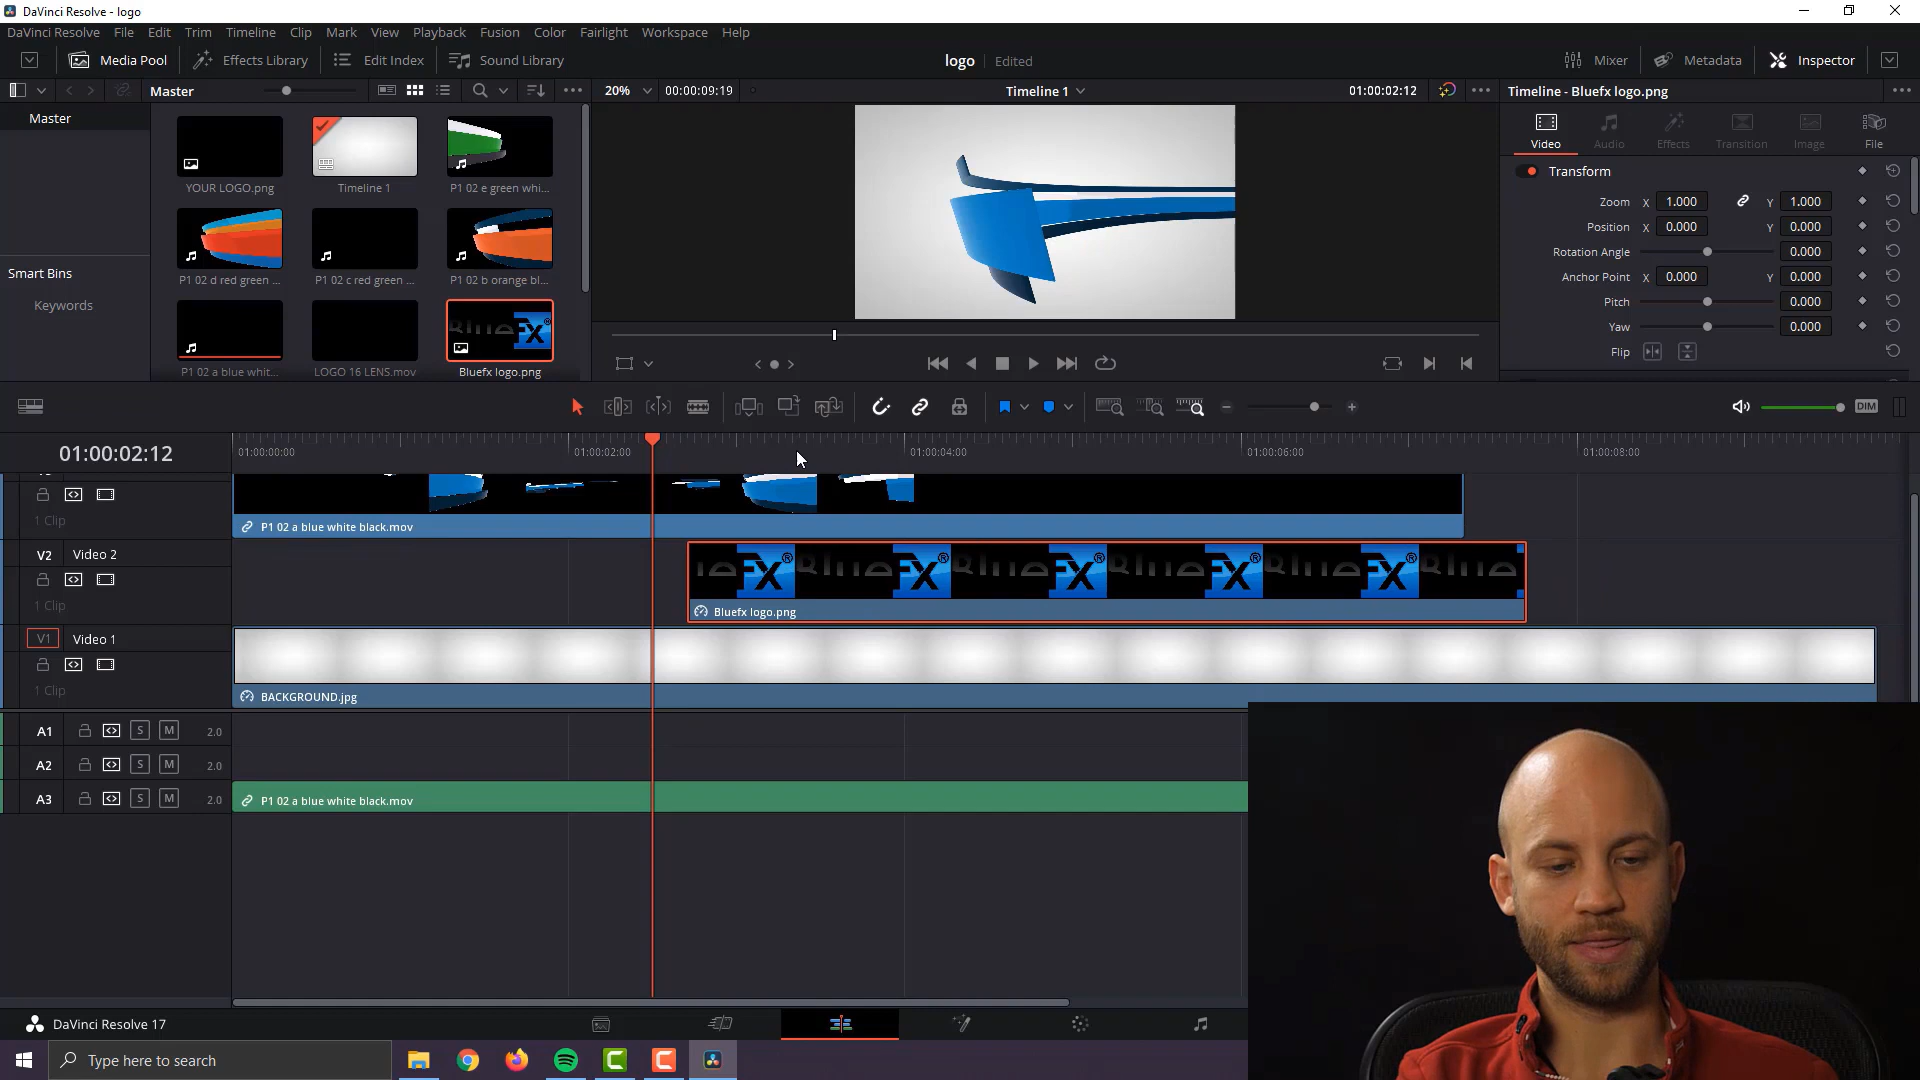 DaVinci Resolve - logo
DaVinci Resolve File Edit Trim Timeline Clip Mark View Playback Fusion Color Fairlight Workspace Help
Media Pool Effects Library Edit Index Sound Library logo Edited Mixer Metadata Inspector
Master 20% 00:00:09:19 Timeline 1 01:00:02:12 Timeline - Bluefx logo.png
Master
Video Audio Effects Transition Image File
YOUR LOGO.png Timeline 1 P1 02 e green whi...
Transform
Zoom X 1.000 Y 1.000
Position X 0.000 Y 0.000
Rotation Angle 0.000
Anchor Point X 0.000 Y 0.000
Pitch 0.000
Yaw 0.000
Flip
P1 02 d red green ... P1 02 c red green ... P1 02 b orange bl...
Smart Bins
Keywords
P1 02 a blue whit... LOGO 16 LENS.mov Bluefx logo.png
DIM
01:00:02:12 01:00:00:00 01:00:02:00 01:00:04:00 01:00:06:00 01:00:08:00
1 Clip
P1 02 a blue white black.mov
V2 Video 2
1 Clip
Bluefx logo.png
V1 Video 1
1 Clip
BACKGROUND.jpg
A1 S M 2.0
A2 S M 2.0
A3 S M 2.0
P1 02 a blue white black.mov
DaVinci Resolve 17
Type here to search